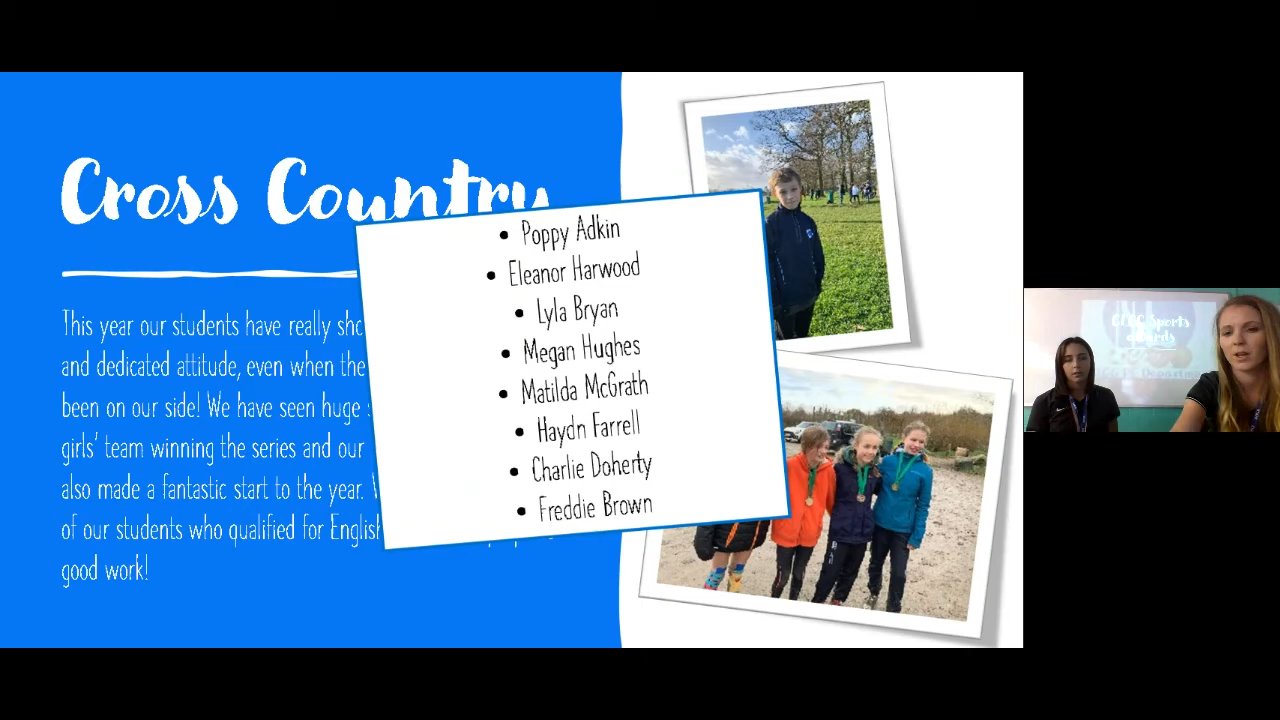 Cross Country
This year our students have really
and dedicated attitude, even when the
been on our side! We have seen huge
girls' team winning the series and our
also made a fantastic start to the year.
of our students who qualified for
good work!
Poppy Adkin
Eleanor Harwood
Lyla Bryan
Megan Hughes
Matilda McGrath
Haydn Farrell
Charlie Doherty
Freddie Brown
Sports
awards